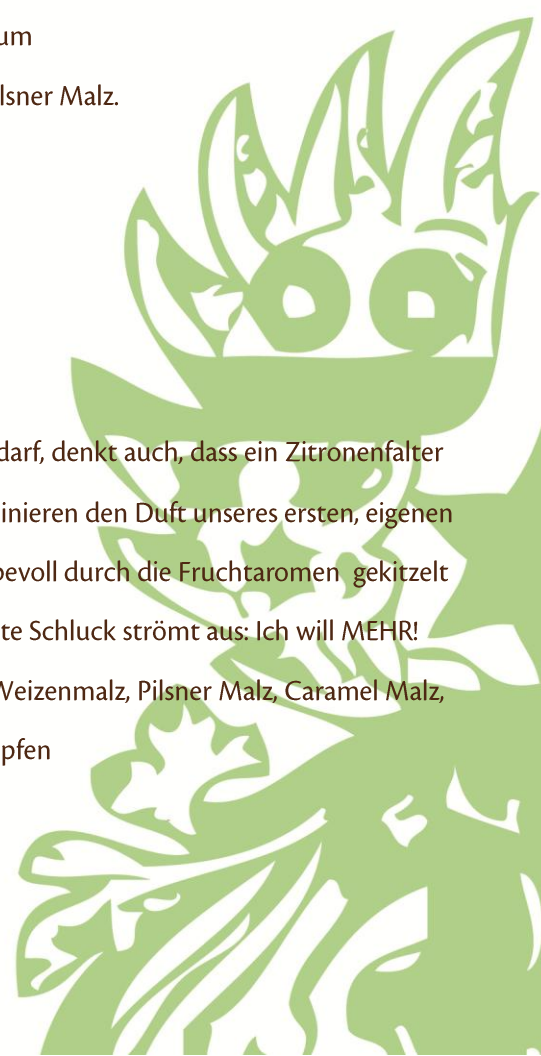 um
lsner Malz.
darf, denkt auch, dass ein Zitronenfalter
inieren den Duft unseres ersten, eigenen
bevoll durch die Fruchtaromen gekitzelt
te Schluck strömt aus: Ich will MEHR!
Weizenmalz, Pilsner Malz, Caramel Malz,
pfen